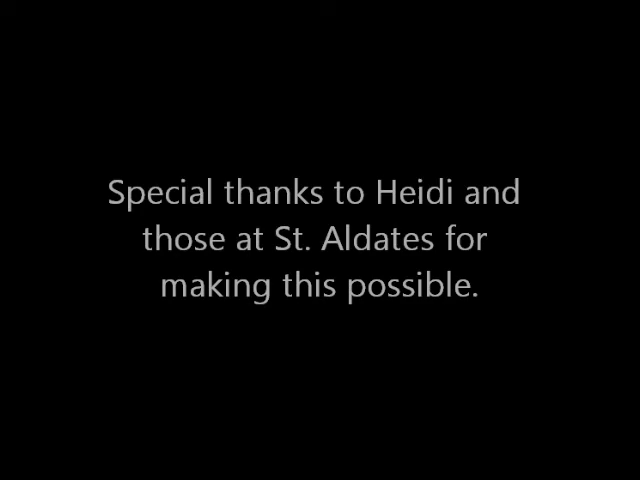 Special thanks to Heidi and
those at St. Aldates for
making this possible.